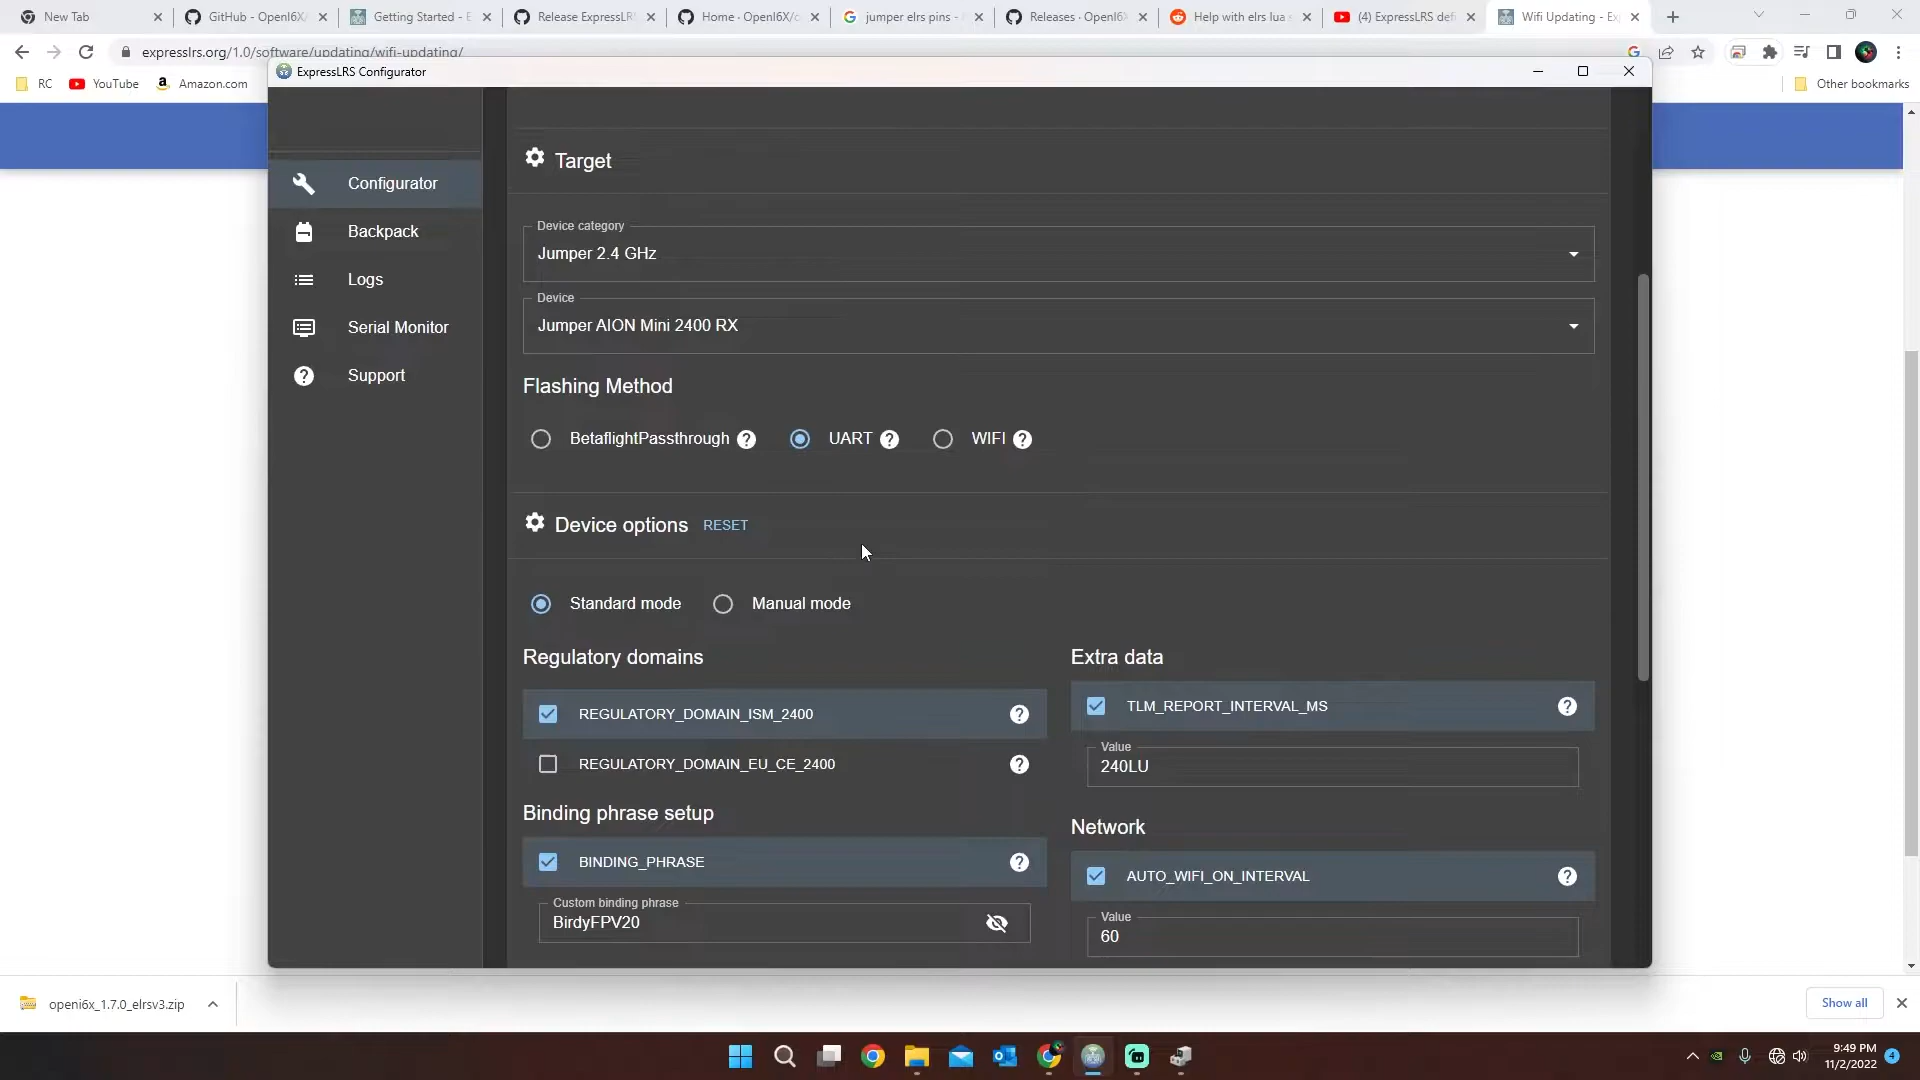 New Tab
GitHub - OpenI6X/
Getting Started - E
Release ExpressLR
Home · OpenI6X/
jumper elrs pins -
Releases · OpenI6X
Help with elrs lua
(4) ExpressLRS def
Wifi Updating - Exp
expresslrs.org/1.0/software/updating/wifi-updating/
RC
YouTube
Amazon.com
Other bookmarks
ExpressLRS Configurator
Configurator
Backpack
Logs
Serial Monitor
Support
Target
Device category
Jumper 2.4 GHz
Device
Jumper AION Mini 2400 RX
Flashing Method
BetaflightPassthrough
UART
WIFI
Device options RESET
Standard mode
Manual mode
Regulatory domains
REGULATORY_DOMAIN_ISM_2400
REGULATORY_DOMAIN_EU_CE_2400
Binding phrase setup
BINDING_PHRASE
Custom binding phrase
BirdyFPV20
Extra data
TLM_REPORT_INTERVAL_MS
Value
240LU
Network
AUTO_WIFI_ON_INTERVAL
Value
60
openi6x_1.7.0_elrsv3.zip
Show all
9:49 PM
11/2/2022
4